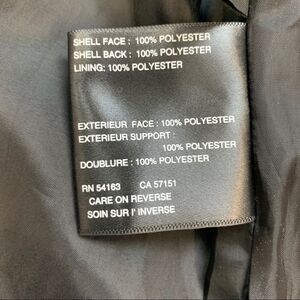 SHELL FACE : 100% POLYESTER
SHELL BACK : 100% POLYESTER
LINING: 100% POLYESTER
EXTERIEUR FACE : 100% POLYESTER
EXTERIEUR SUPPORT :
100% POLYESTER
DOUBLURE : 100% POLYESTER
RN 54163 CA 57151
CARE ON REVERSE
SOIN SUR l' INVERSE